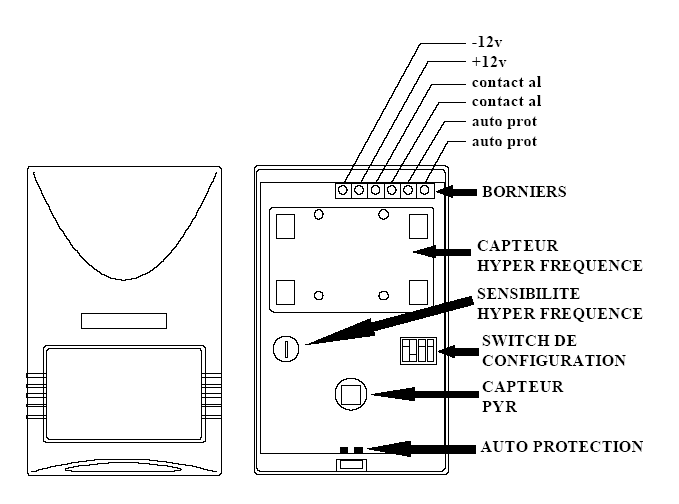 -12v
+12v
contact al
contact al
auto prot
auto prot
BORNIERS
CAPTEUR
HYPER FREQUENCE
SENSIBILITE
HYPER FREQUENCE
SWITCH DE
CONFIGURATION
CAPTEUR
PYR
AUTO PROTECTION